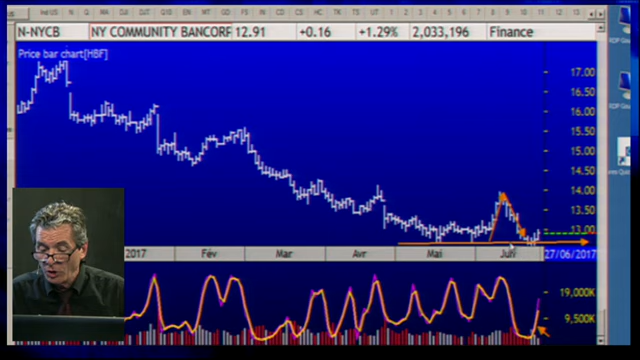 N-NYCB NY COMMUNITY BANCORP 12.91 +0.16 +1.29% 2,033,196 Finance
Price bar chart[HBF]
17.00
16.50
16.00
15.50
15.00
14.50
14.00
13.50
13.00
2017 Fév Mar Avr Mai Jun 27/06/2017
19,000K
9,500K